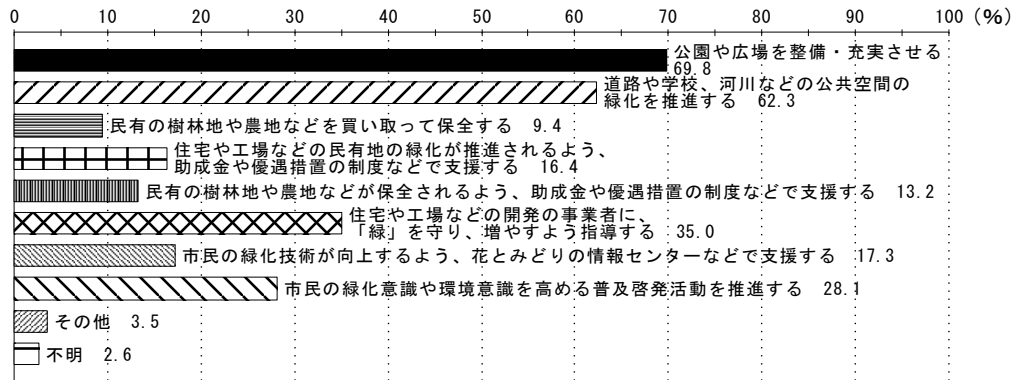 0 10 20 30 40 50 60 70 80 90 100 (%)
公園や広場を整備・充実させる
69.8
道路や学校、河川などの公共空間の
緑化を推進する 62.3
民有の樹林地や農地などを買い取って保全する 9.4
住宅や工場などの民有地の緑化が推進されるよう、
助成金や優遇措置の制度などで支援する 16.4
民有の樹林地や農地などが保全されるよう、助成金や優遇措置の制度などで支援する 13.2
住宅や工場などの開発の事業者に、
「緑」を守り、増やすよう指導する 35.0
市民の緑化技術が向上するよう、花とみどりの情報センターなどで支援する 17.3
市民の緑化意識や環境意識を高める普及啓発活動を推進する 28.1
その他 3.5
不明 2.6